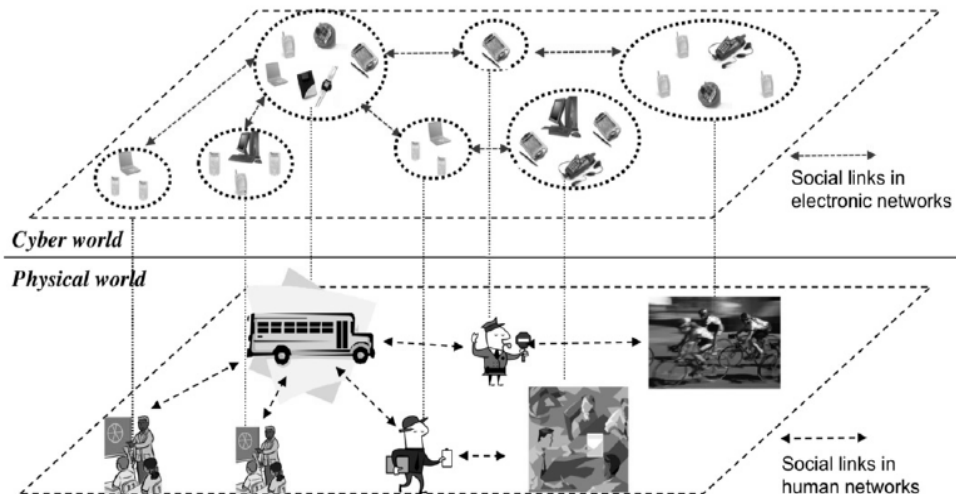 Social links in
electronic networks
Cyber world
Physical world
Social links in
human networks